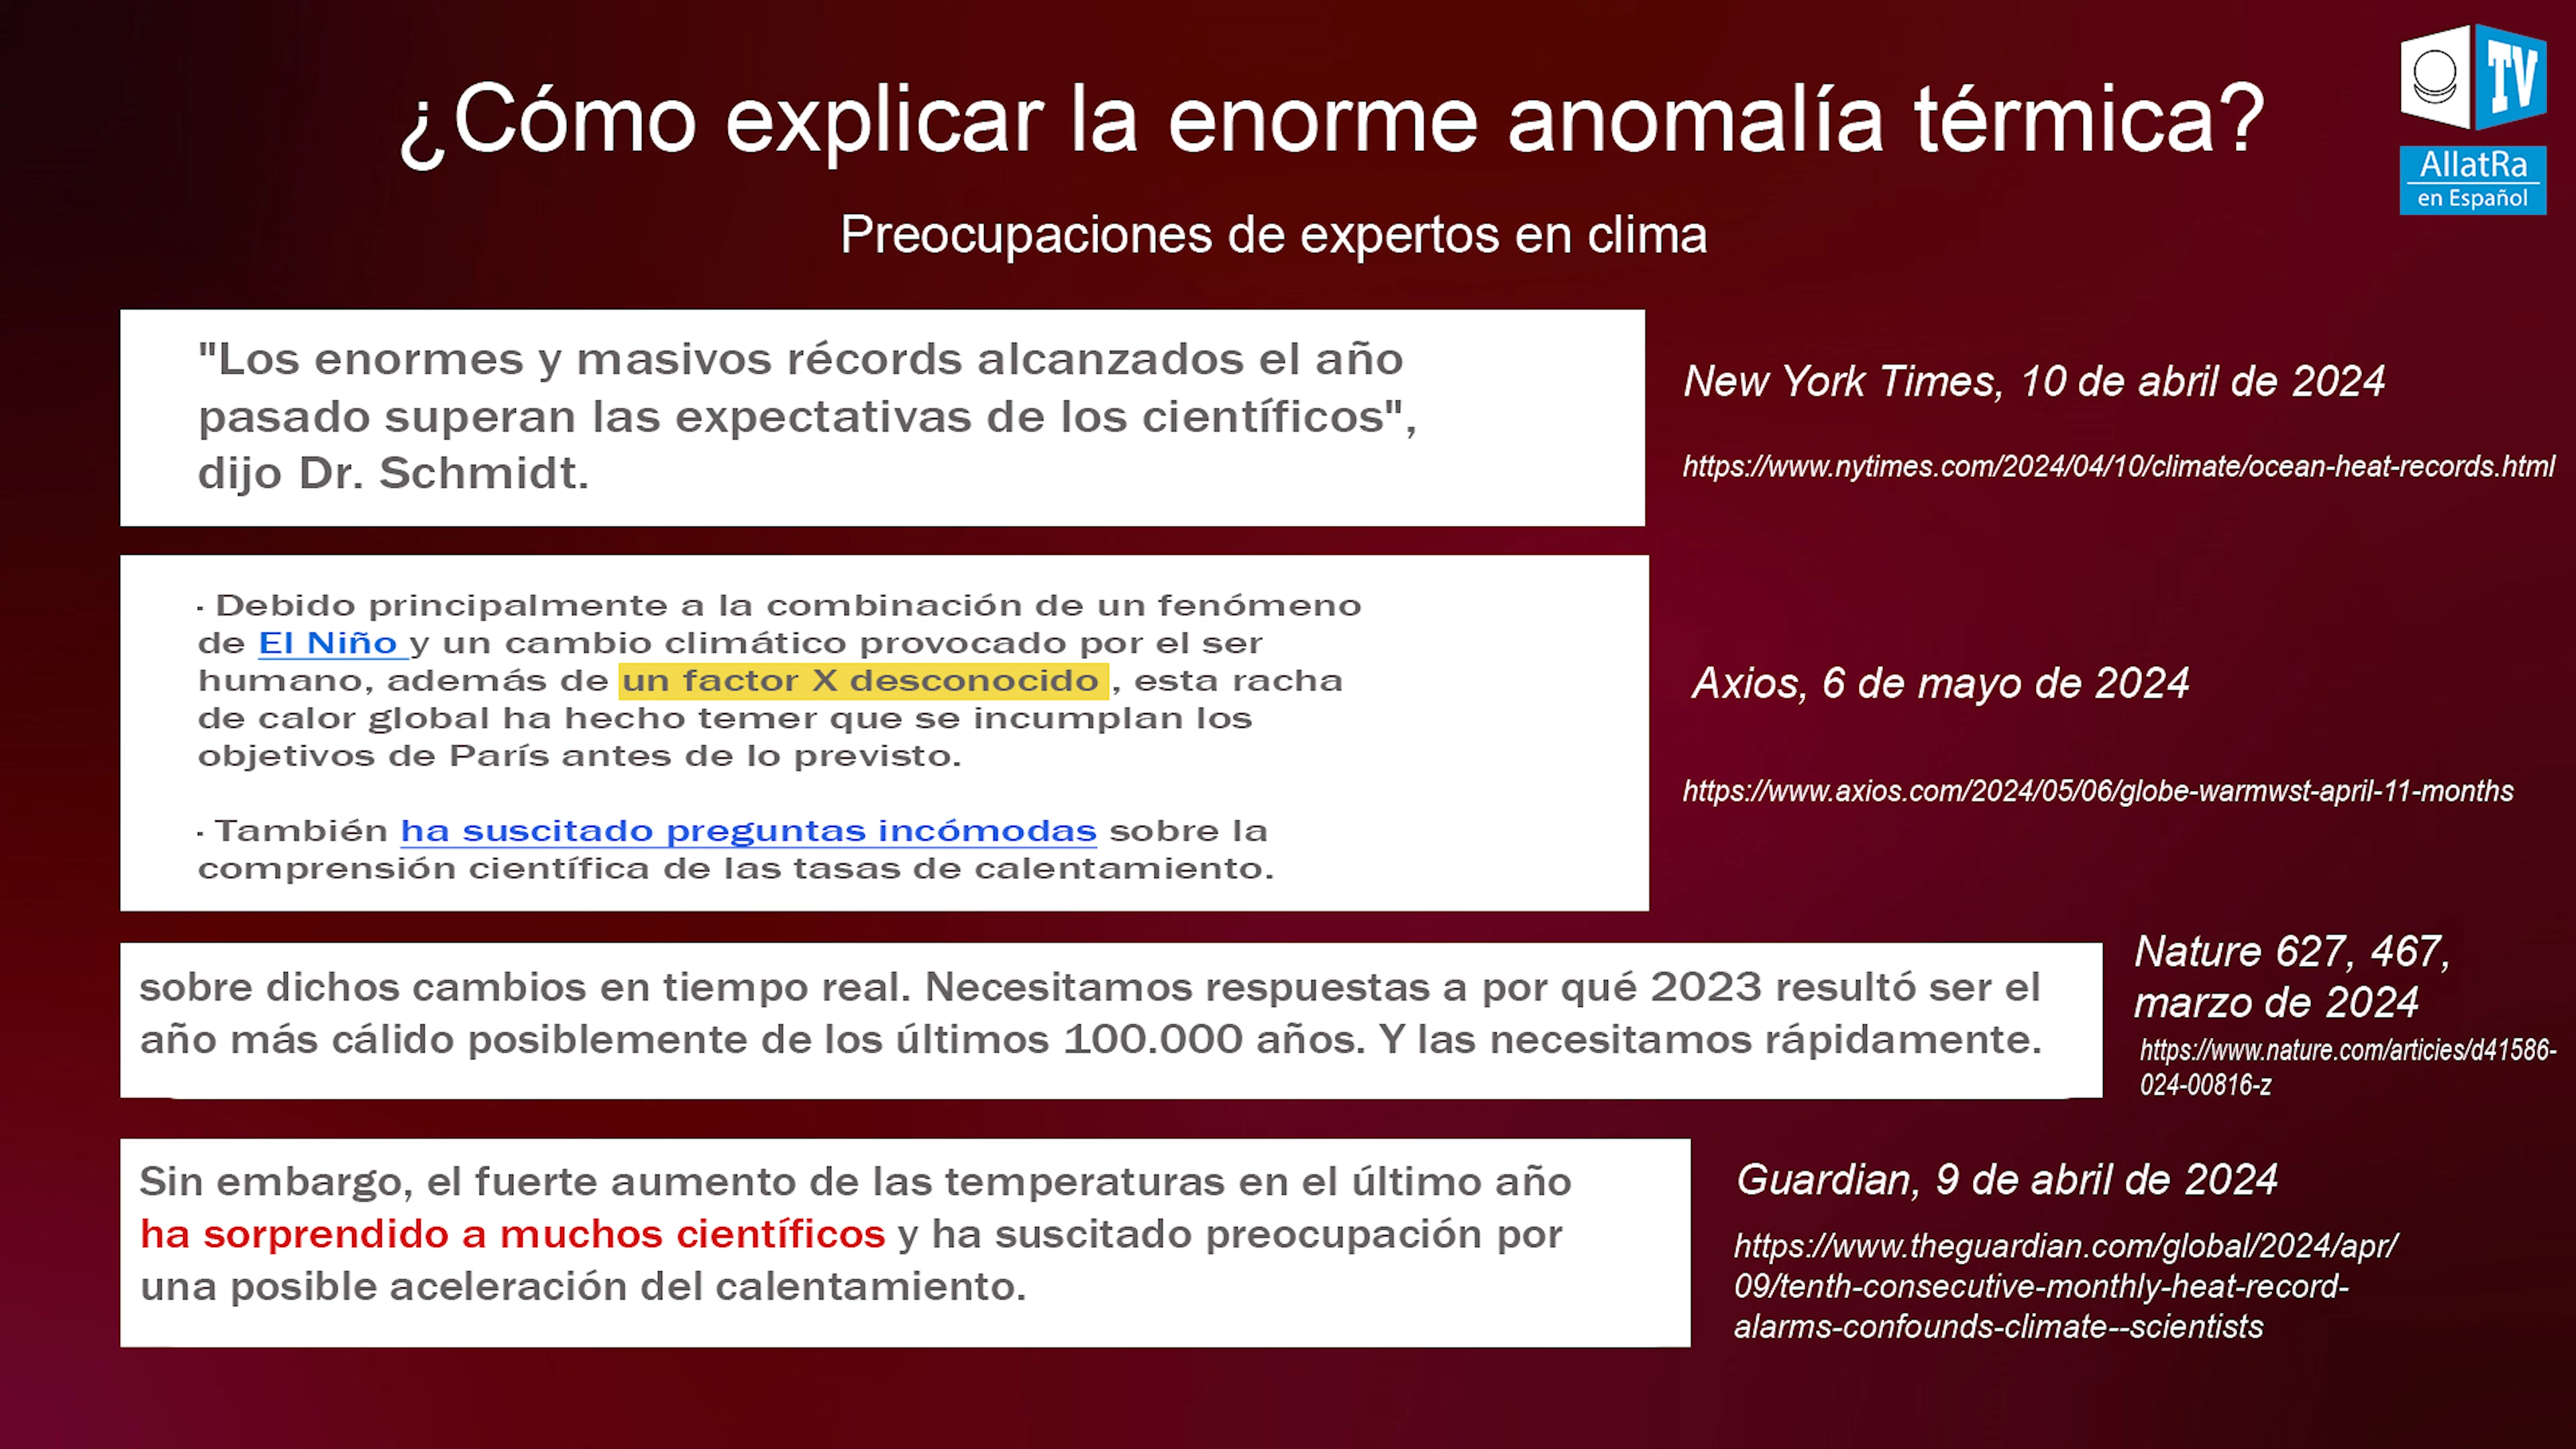 ¿Cómo explicar la enorme anomalía térmica?
TV
AllatRa
en Español
Preocupaciones de expertos en clima
"Los enormes y masivos récords alcanzados el año
pasado superan las expectativas de los científicos",
dijo Dr. Schmidt.
New York Times, 10 de abril de 2024
https://www.nytimes.com/2024/04/10/climate/ocean-heat-records.html
· Debido principalmente a la combinación de un fenómeno
de El Niño y un cambio climático provocado por el ser
humano, además de un factor X desconocido , esta racha
de calor global ha hecho temer que se incumplan los
objetivos de París antes de lo previsto.
· También ha suscitado preguntas incómodas sobre la
comprensión científica de las tasas de calentamiento.
Axios, 6 de mayo de 2024
https://www.axios.com/2024/05/06/globe-warmwst-april-11-months
sobre dichos cambios en tiempo real. Necesitamos respuestas a por qué 2023 resultó ser el
año más cálido posiblemente de los últimos 100.000 años. Y las necesitamos rápidamente.
Nature 627, 467,
marzo de 2024
https://www.nature.com/articles/d41586-
024-00816-z
Sin embargo, el fuerte aumento de las temperaturas en el último año
ha sorprendido a muchos científicos y ha suscitado preocupación por
una posible aceleración del calentamiento.
Guardian, 9 de abril de 2024
https://www.theguardian.com/global/2024/apr/
09/tenth-consecutive-monthly-heat-record-
alarms-confounds-climate--scientists